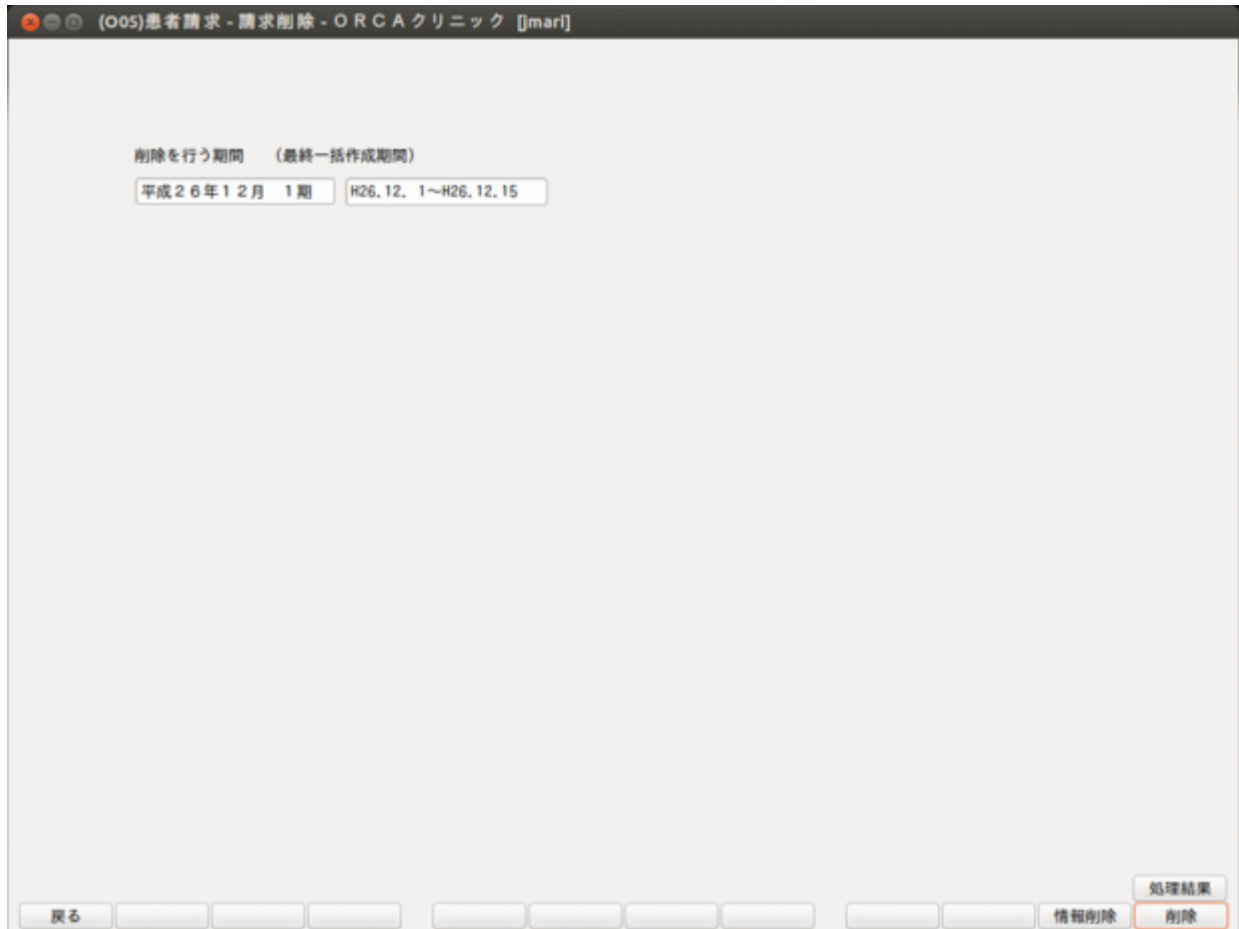 (O05)患者請求-請求削除-ＯＲＣＡクリニック [jmari]
削除を行う期間　（最終一括作成期間）
平成２６年１２月　１期　H26.12. 1～H26.12.15
処理結果
戻る　情報削除　削除